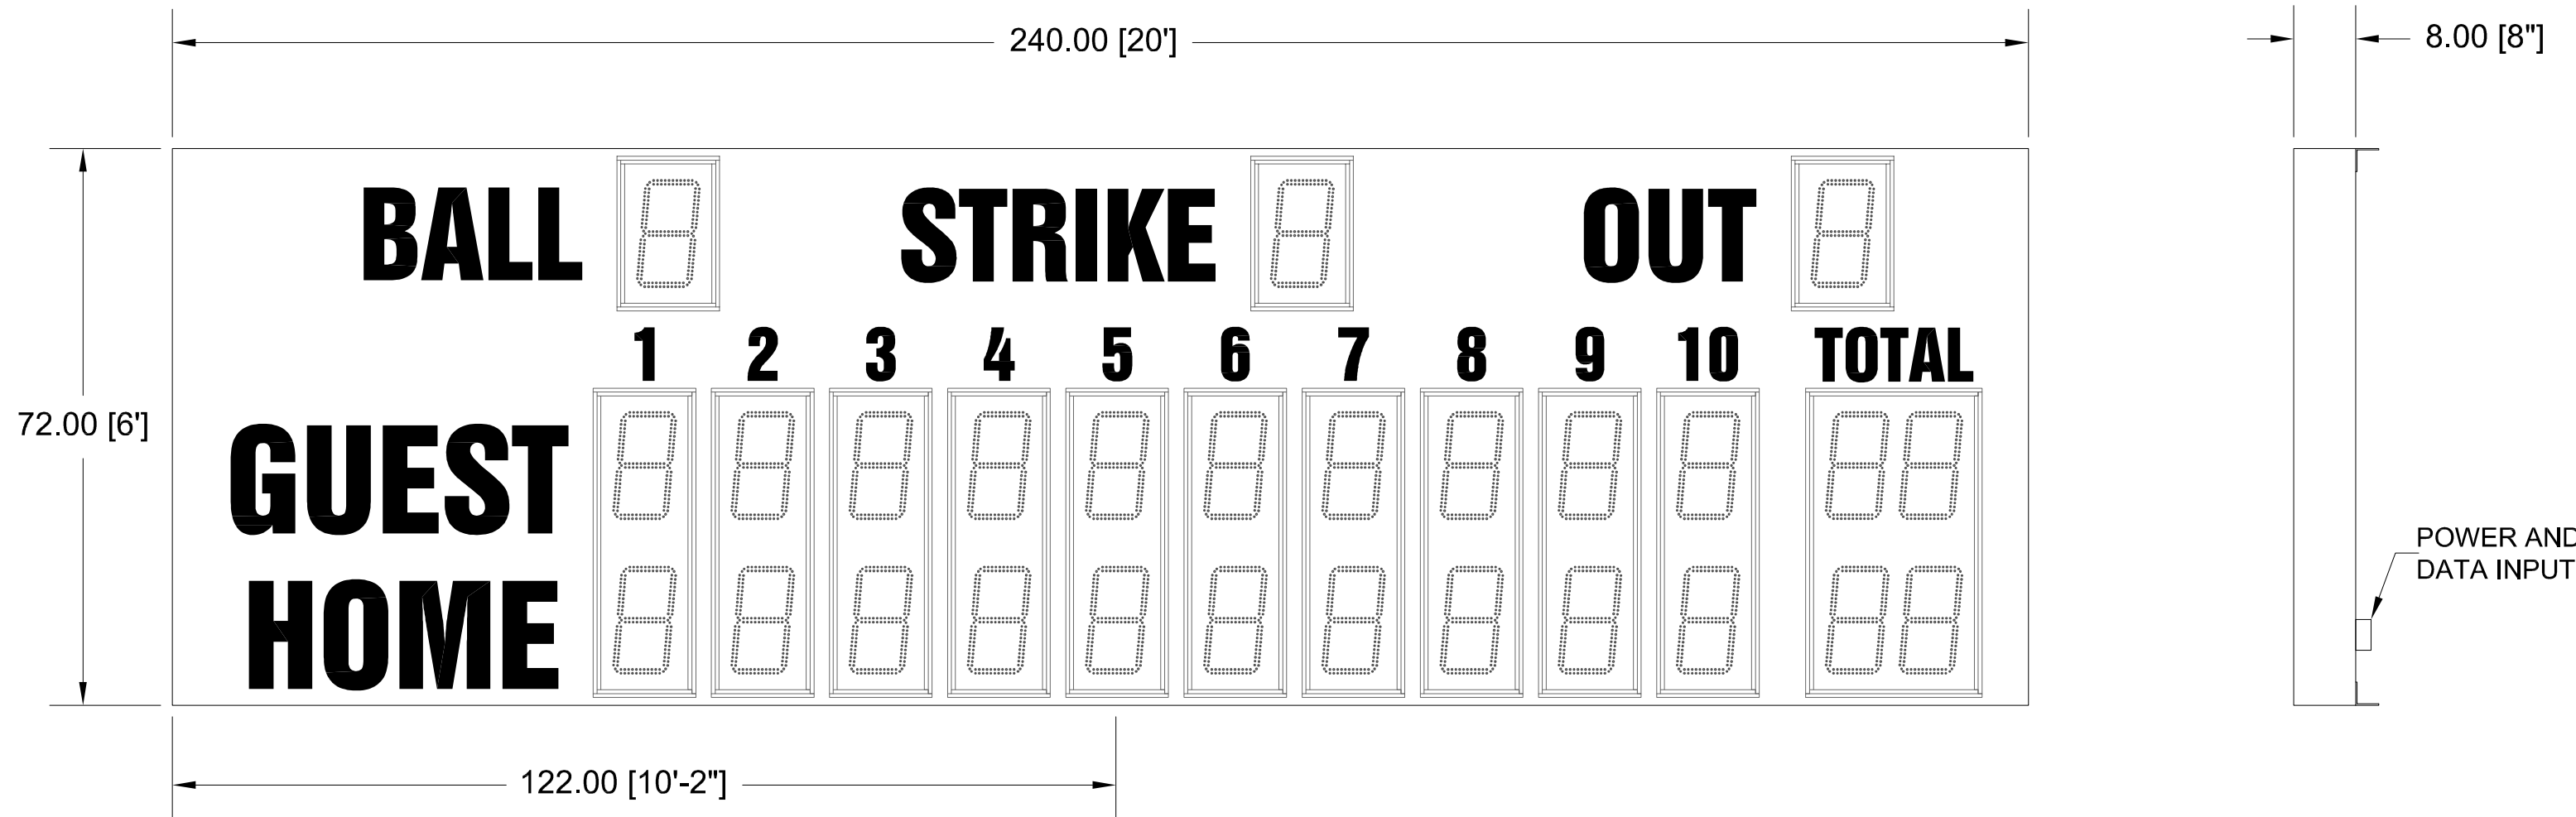 240.00 [20']
8.00 [8"]
BALL STRIKE OUT
1 2 3 4 5 6 7 8 9 10 TOTAL
72.00 [6']
GUEST
HOME
POWER AND
DATA INPUT
122.00 [10'-2"]